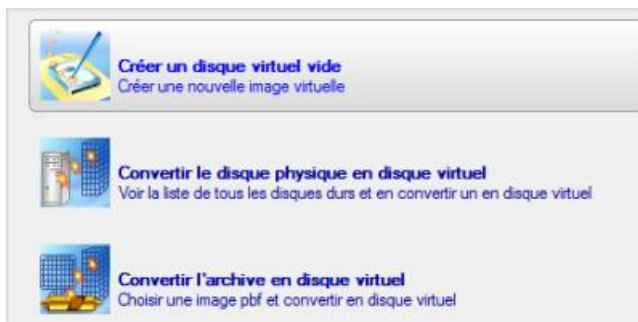 Créer un disque virtuel vide
Créer une nouvelle image virtuelle
Convertir le disque physique en disque virtuel
Voir la liste de tous les disques durs et en convertir un en disque virtuel
Convertir l'archive en disque virtuel
Choisir une image pbf et convertir en disque virtuel